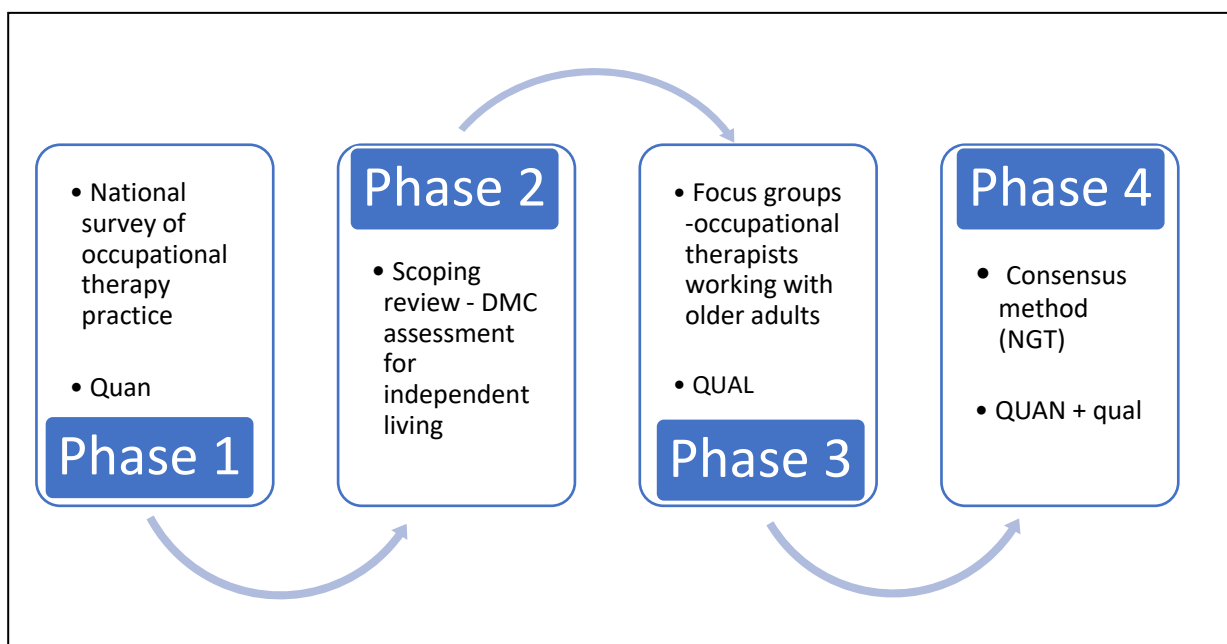 • National
survey of
occupational
therapy
practice
• Quan
Phase 1
Phase 2
• Scoping
review - DMC
assessment
for
independent
living
• Focus groups
-occupational
therapists
working with
older adults
• QUAL
Phase 3
Phase 4
• Consensus
method
(NGT)
• QUAN + qual